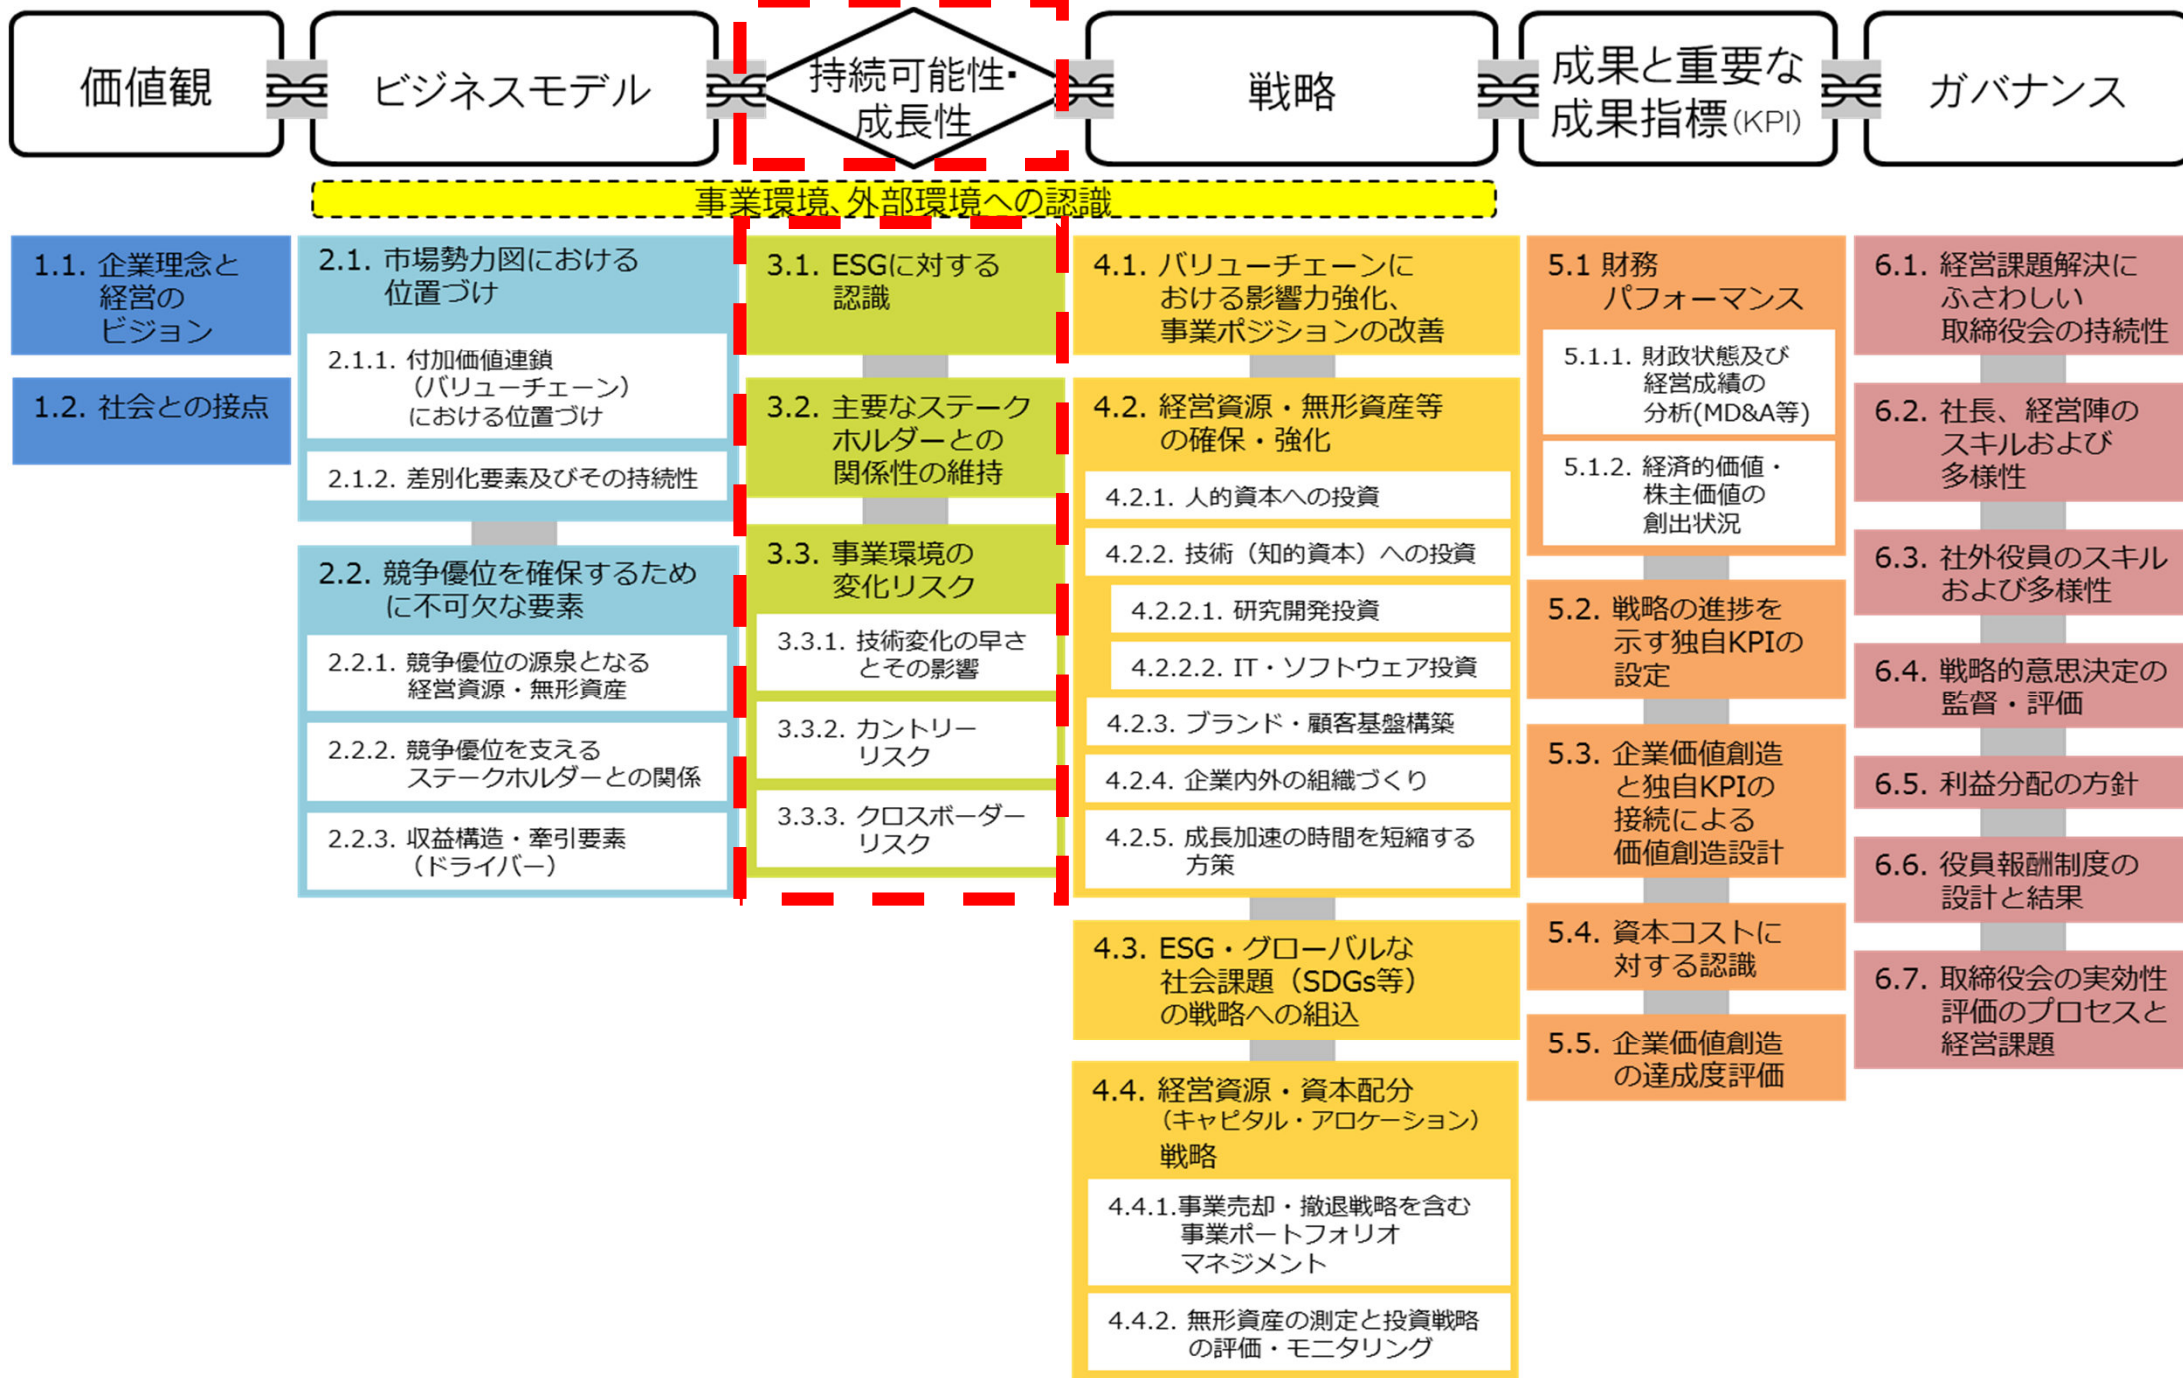 価値観
ビジネスモデル
持続可能性・
成長性
戦略
成果と重要な
成果指標(KPI)
ガバナンス
事業環境、外部環境への認識
1.1. 企業理念と
経営の
ビジョン
1.2. 社会との接点
2.1. 市場勢力図における
位置づけ
2.1.1. 付加価値連鎖
（バリューチェーン）
における位置づけ
2.1.2. 差別化要素及びその持続性
2.2. 競争優位を確保するため
に不可欠な要素
2.2.1. 競争優位の源泉となる
経営資源・無形資産
2.2.2. 競争優位を支える
ステークホルダーとの関係
2.2.3. 収益構造・牽引要素
（ドライバー）
3.1. ESGに対する
認識
3.2. 主要なステーク
ホルダーとの
関係性の維持
3.3. 事業環境の
変化リスク
3.3.1. 技術変化の早さ
とその影響
3.3.2. カントリー
リスク
3.3.3. クロスボーダー
リスク
4.1. バリューチェーンに
おける影響力強化、
事業ポジションの改善
4.2. 経営資源・無形資産等
の確保・強化
4.2.1. 人的資本への投資
4.2.2. 技術（知的資本）への投資
4.2.2.1. 研究開発投資
4.2.2.2. IT・ソフトウェア投資
4.2.3. ブランド・顧客基盤構築
4.2.4. 企業内外の組織づくり
4.2.5. 成長加速の時間を短縮する
方策
4.3. ESG・グローバルな
社会課題（SDGs等）
の戦略への組込
4.4. 経営資源・資本配分
（キャピタル・アロケーション）
戦略
4.4.1.事業売却・撤退戦略を含む
事業ポートフォリオ
マネジメント
4.4.2. 無形資産の測定と投資戦略
の評価・モニタリング
5.1 財務
パフォーマンス
5.1.1. 財政状態及び
経営成績の
分析(MD&A等)
5.1.2. 経済的価値・
株主価値の
創出状況
5.2. 戦略の進捗を
示す独自KPIの
設定
5.3. 企業価値創造
と独自KPIの
接続による
価値創造設計
5.4. 資本コストに
対する認識
5.5. 企業価値創造
の達成度評価
6.1. 経営課題解決に
ふさわしい
取締役会の持続性
6.2. 社長、経営陣の
スキルおよび
多様性
6.3. 社外役員のスキル
および多様性
6.4. 戦略的意思決定の
監督・評価
6.5. 利益分配の方針
6.6. 役員報酬制度の
設計と結果
6.7. 取締役会の実効性
評価のプロセスと
経営課題